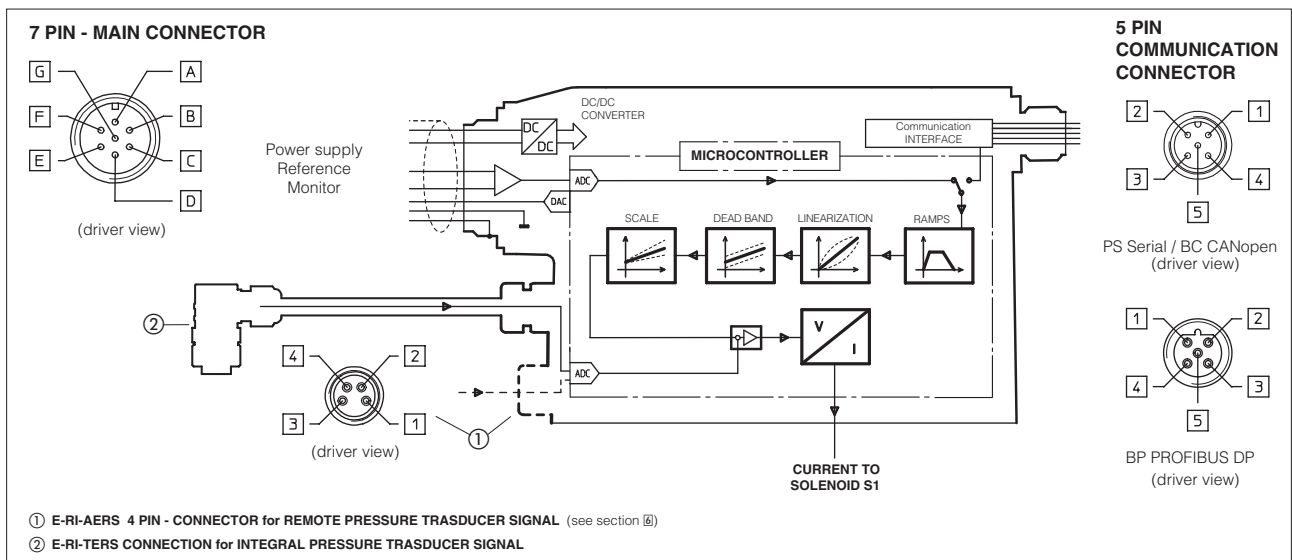 7 PIN - MAIN CONNECTOR
G
A
F
B
E
C
D
(driver view)
Power supply
Reference
Monitor
DC/DC
CONVERTER
DC
DC
Communication
INTERFACE
MICROCONTROLLER
ADC
DAC
SCALE
DEAD BAND
LINEARIZATION
RAMPS
V
I
ADC
CURRENT TO
SOLENOID S1
2
4
2
3
1
(driver view)
1
5 PIN
COMMUNICATION
CONNECTOR
2
1
3
4
5
PS Serial / BC CANopen
(driver view)
1
2
4
3
5
BP PROFIBUS DP
(driver view)
① E-RI-AERS 4 PIN - CONNECTOR for REMOTE PRESSURE TRASDUCER SIGNAL (see section 6)
② E-RI-TERS CONNECTION for INTEGRAL PRESSURE TRASDUCER SIGNAL